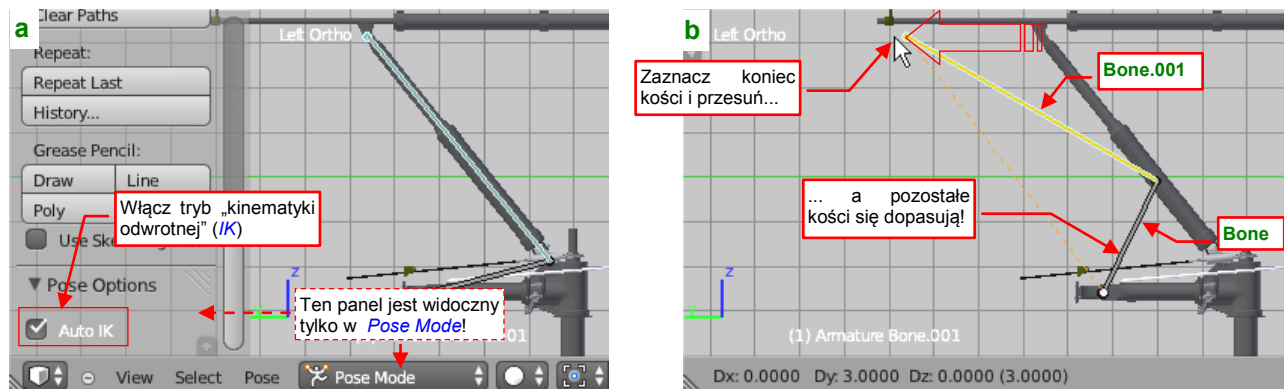 a
Clear Paths
Repeat:
Repeat Last
History...
Grease Pencil:
Draw
Line
Poly
Włącz tryb „kinematyki
odwrotnej” (IK)
Use Ske
Pose Options
Auto IK
Left Ortho
z
Ten panel jest widoczny
tylko w Pose Mode!
01
View
Select
Pose
Pose Mode
b
Left Ortho
Zaznacz koniec
kości i przesuń...
Bone.001
... a pozostałe
kości się dopasują!
Bone
z
(1) Armature Bone.001
Dx: 0.0000 Dy: 3.0000 Dz: 0.0000 (3.0000)